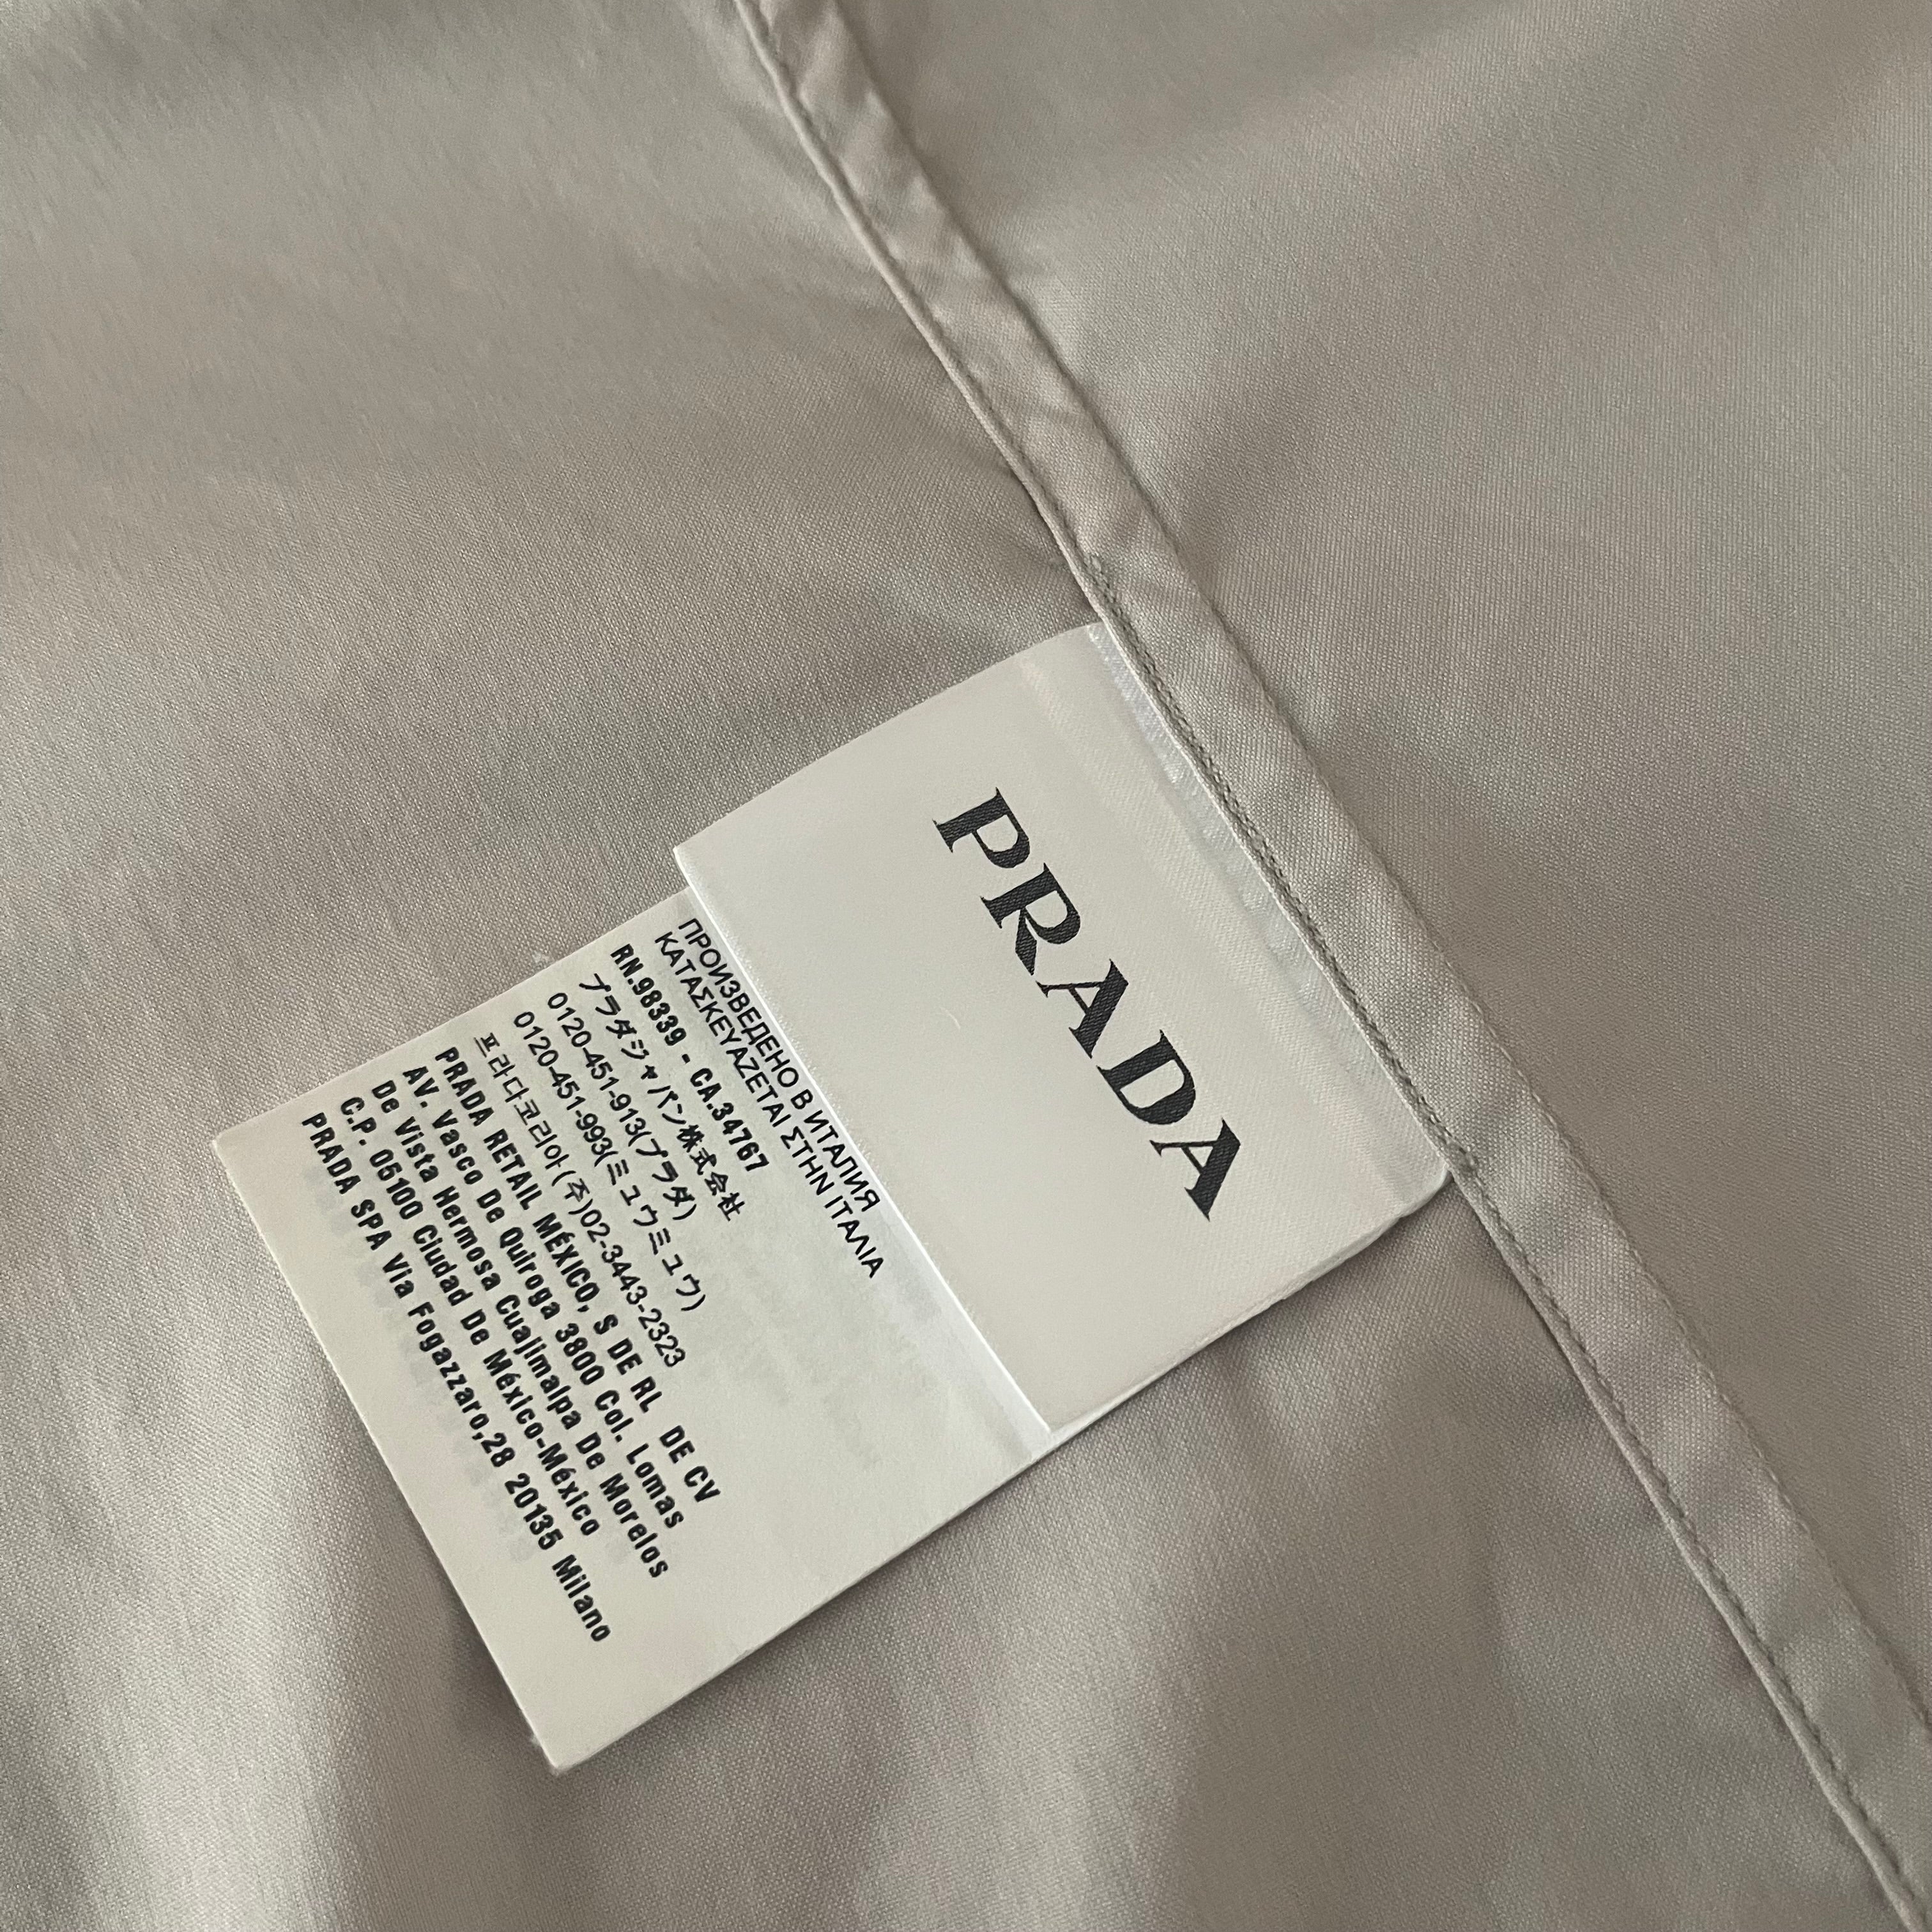 PRADA
ПРОИЗВЕДЕНО В ИТАЛИЯ
ΚΑΤΑΣΚΕΥΑΖΕΤΑΙ ΣΤΗΝ ΙΤΑΛΙΑ
RN.98339 - CA.34767
プラダジャパン株式会社
0120-451-913(プラダ)
0120-451-993(ミュウミュウ)
프라다코리아(주)02-3443-2323
PRADA RETAIL MÉXICO, S DE RL DE CV
AV. Vasco De Quiroga 3800 Col. Lomas
De Vista Hermosa Cuajimalpa De Morelos
C.P. 05100 Ciudad De México-México
PRADA SPA Via Fogazzaro,28 20135 Milano